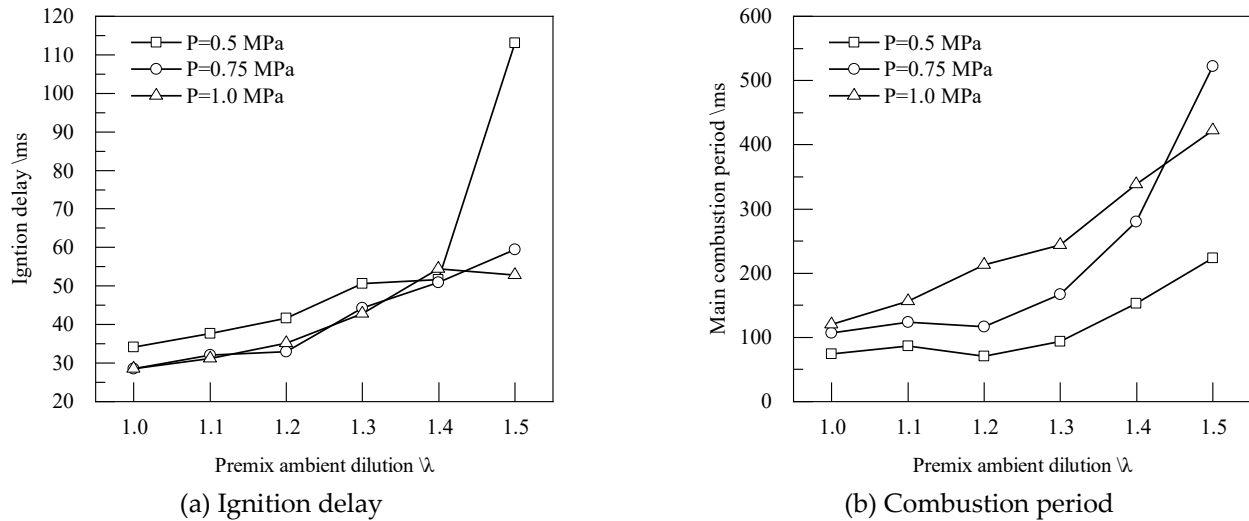 120
110
100
90
80
70
60
50
40
30
20
Igntion delay \ms
P=0.5 MPa
P=0.75 MPa
P=1.0 MPa
1.0 1.1 1.2 1.3 1.4 1.5
Premix ambient dilution \λ
(a) Ignition delay
600
500
400
300
200
100
0
Main combustion period \ms
P=0.5 MPa
P=0.75 MPa
P=1.0 MPa
1.0 1.1 1.2 1.3 1.4 1.5
Premix ambient dilution \λ
(b) Combustion period